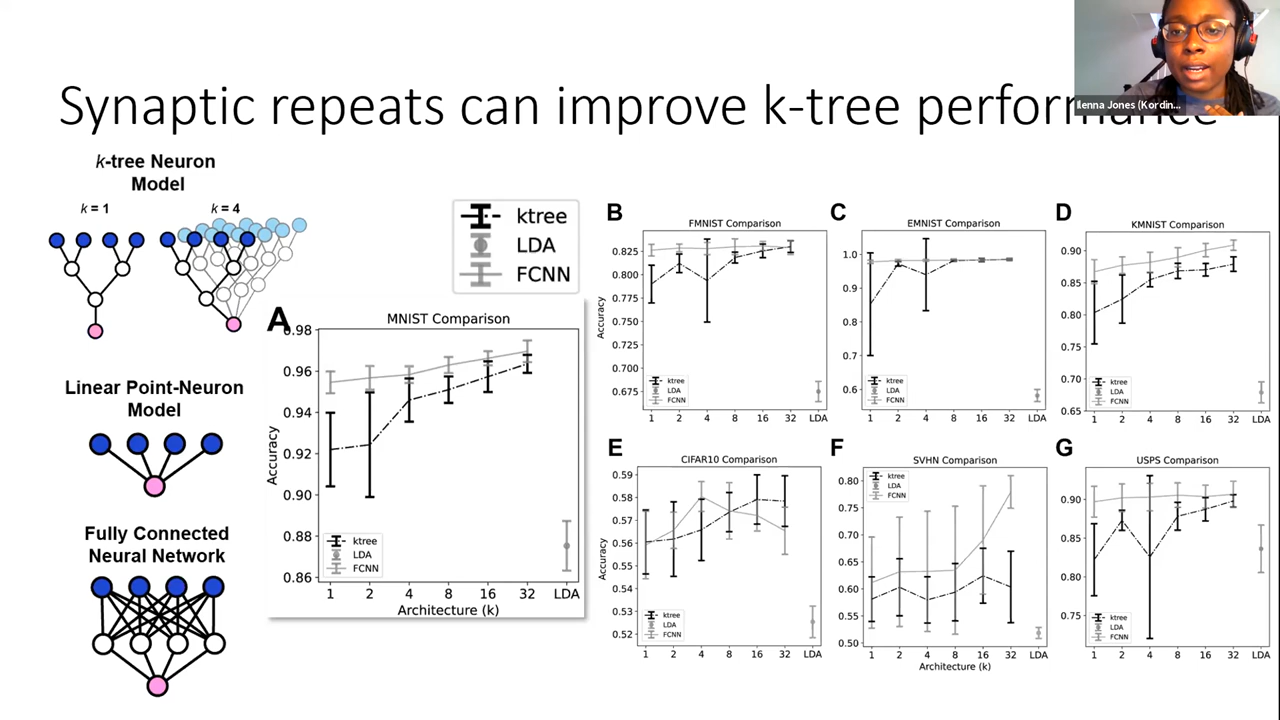 Synaptic repeats can improve k-tree performance
Ilenna Jones (Kordin...
k-tree Neuron
Model
k = 1
k = 4
Linear Point-Neuron
Model
Fully Connected
Neural Network
ktree
LDA
FCNN
A
MNIST Comparison
Accuracy
0.98
0.96
0.94
0.92
0.90
0.88
0.86
ktree
LDA
FCNN
1 2 4 8 16 32 LDA
Architecture (k)
B
FMNIST Comparison
Accuracy
0.825
0.800
0.775
0.750
0.725
0.700
0.675
ktree
LDA
FCNN
1 2 4 8 16 32 LDA
C
EMNIST Comparison
1.0
0.9
0.8
0.7
0.6
ktree
LDA
FCNN
1 2 4 8 16 32 LDA
D
KMNIST Comparison
0.90
0.85
0.80
0.75
0.70
0.65
ktree
LDA
FCNN
1 2 4 8 16 32 LDA
E
CIFAR10 Comparison
Accuracy
0.59
0.58
0.57
0.56
0.55
0.54
0.53
0.52
ktree
LDA
FCNN
1 2 4 8 16 32 LDA
F
SVHN Comparison
0.80
0.75
0.70
0.65
0.60
0.55
0.50
ktree
LDA
FCNN
1 2 4 8 16 32 LDA
Architecture (k)
G
USPS Comparison
0.90
0.85
0.80
0.75
ktree
LDA
FCNN
1 2 4 8 16 32 LDA